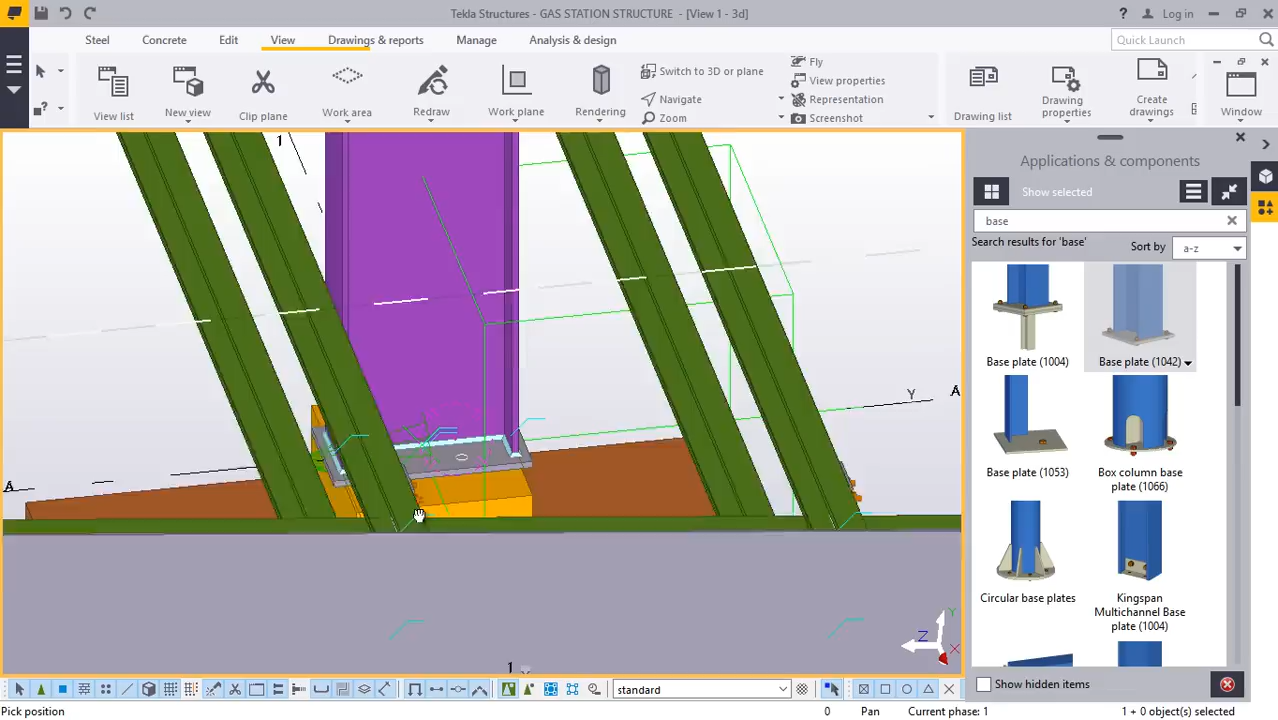 Tekla Structures - GAS STATION STRUCTURE - [View 1 - 3d]
? Log in
Steel Concrete Edit View Drawings & reports Manage Analysis & design
Quick Launch
View list
New view
Clip plane
Work area
Redraw
Work plane
Rendering
Switch to 3D or plane
Navigate
Zoom
Fly
View properties
Representation
Screenshot
Drawing list
Drawing properties
Create drawings
Window
1
Y
A
A
1
Y
Z
X
Applications & components
Show selected
base
Search results for 'base'
Sort by a-z
Base plate (1004)
Base plate (1042)
Base plate (1053)
Box column base plate (1066)
Circular base plates
Kingspan Multichannel Base plate (1004)
Show hidden items
standard
Pick position
0 Pan Current phase: 1 1 + 0 object(s) selected